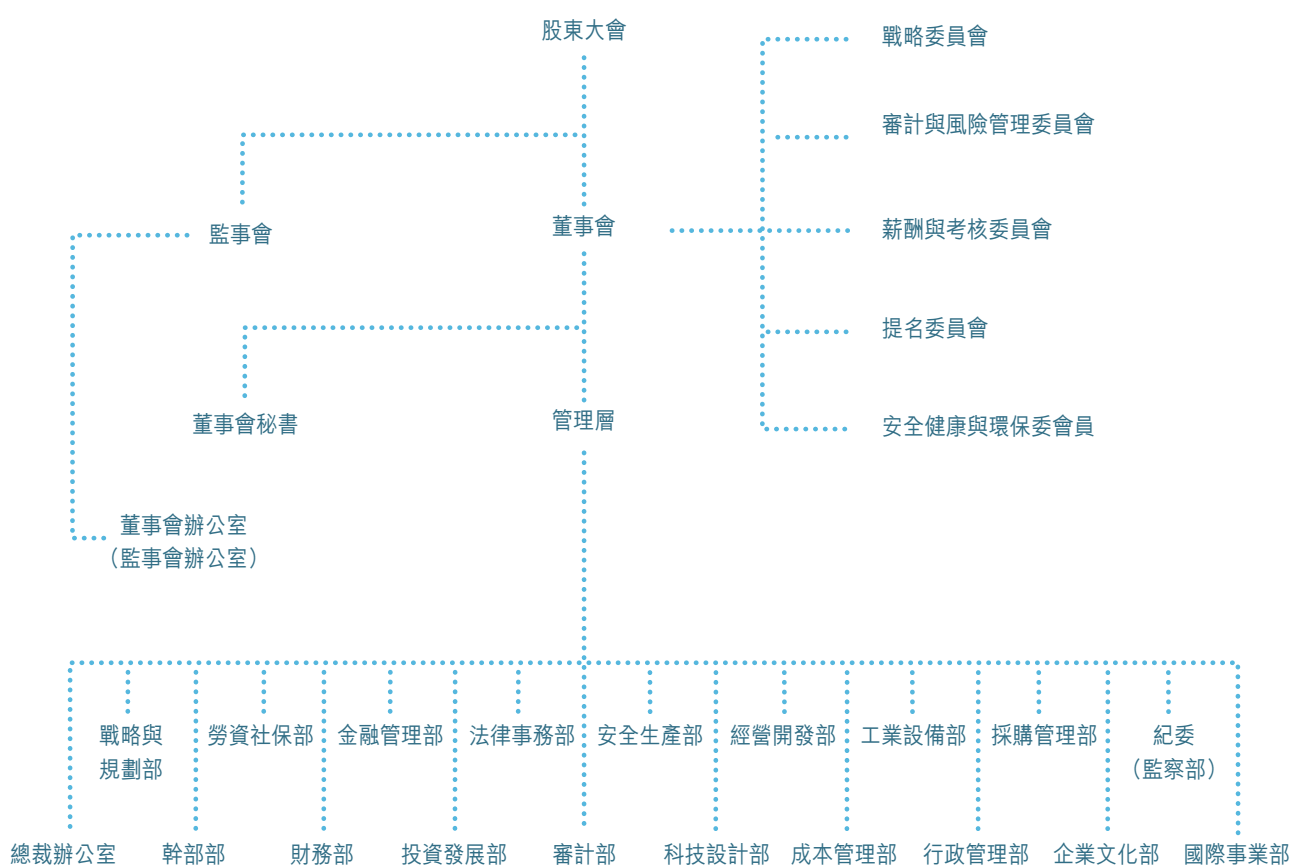 股東大會
戰略委員會
審計與風險管理委員會
監事會
董事會
薪酬與考核委員會
提名委員會
董事會秘書
管理層
安全健康與環保委會員
董事會辦公室
（監事會辦公室）
戰略與
規劃部
勞資社保部
金融管理部
法律事務部
安全生產部
經營開發部
工業設備部
採購管理部
紀委
（監察部）
總裁辦公室
幹部部
財務部
投資發展部
審計部
科技設計部
成本管理部
行政管理部
企業文化部
國際事業部